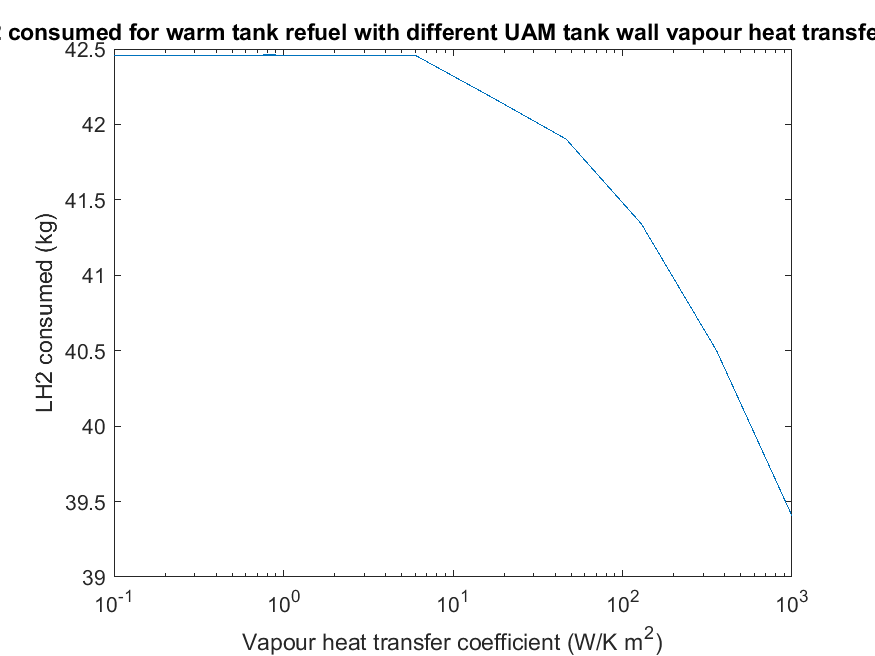 consumed for warm tank refuel with different UAM tank wall vapour heat
42.5
42
41.5
41
40.5
40
39.5
39
LH2 consumed (kg)
10^-1 10^0 10^1 10^2 10^3
Vapour heat transfer coefficient (W/K m^2)